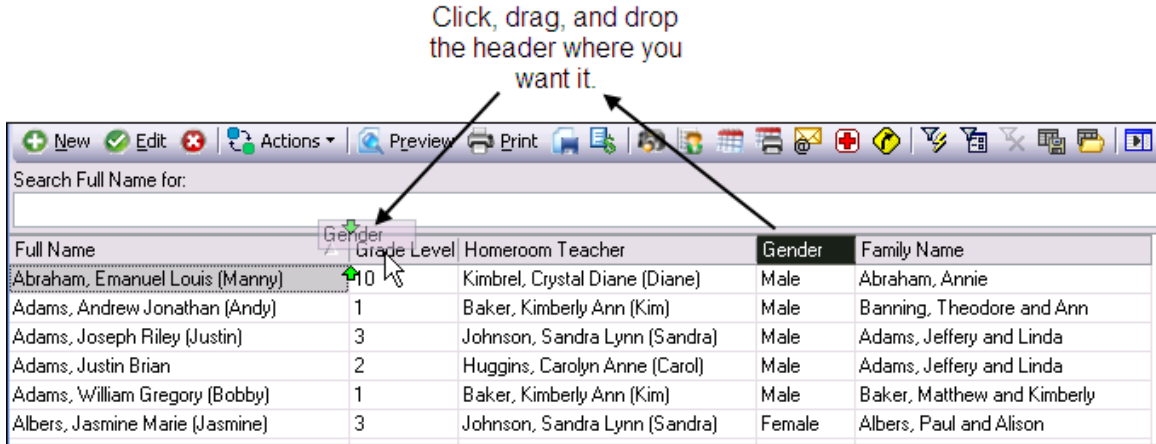 Click, drag, and drop
the header where you
want it.
New Edit Actions Preview Print
Search Full Name for:
Gender
Full Name Grade Level Homeroom Teacher Gender Family Name
Abraham, Emanuel Louis (Manny) 10 Kimbrel, Crystal Diane (Diane) Male Abraham, Annie
Adams, Andrew Jonathan (Andy) 1 Baker, Kimberly Ann (Kim) Male Banning, Theodore and Ann
Adams, Joseph Riley (Justin) 3 Johnson, Sandra Lynn (Sandra) Male Adams, Jeffery and Linda
Adams, Justin Brian 2 Huggins, Carolyn Anne (Carol) Male Adams, Jeffery and Linda
Adams, William Gregory (Bobby) 1 Baker, Kimberly Ann (Kim) Male Baker, Matthew and Kimberly
Albers, Jasmine Marie (Jasmine) 3 Johnson, Sandra Lynn (Sandra) Female Albers, Paul and Alison